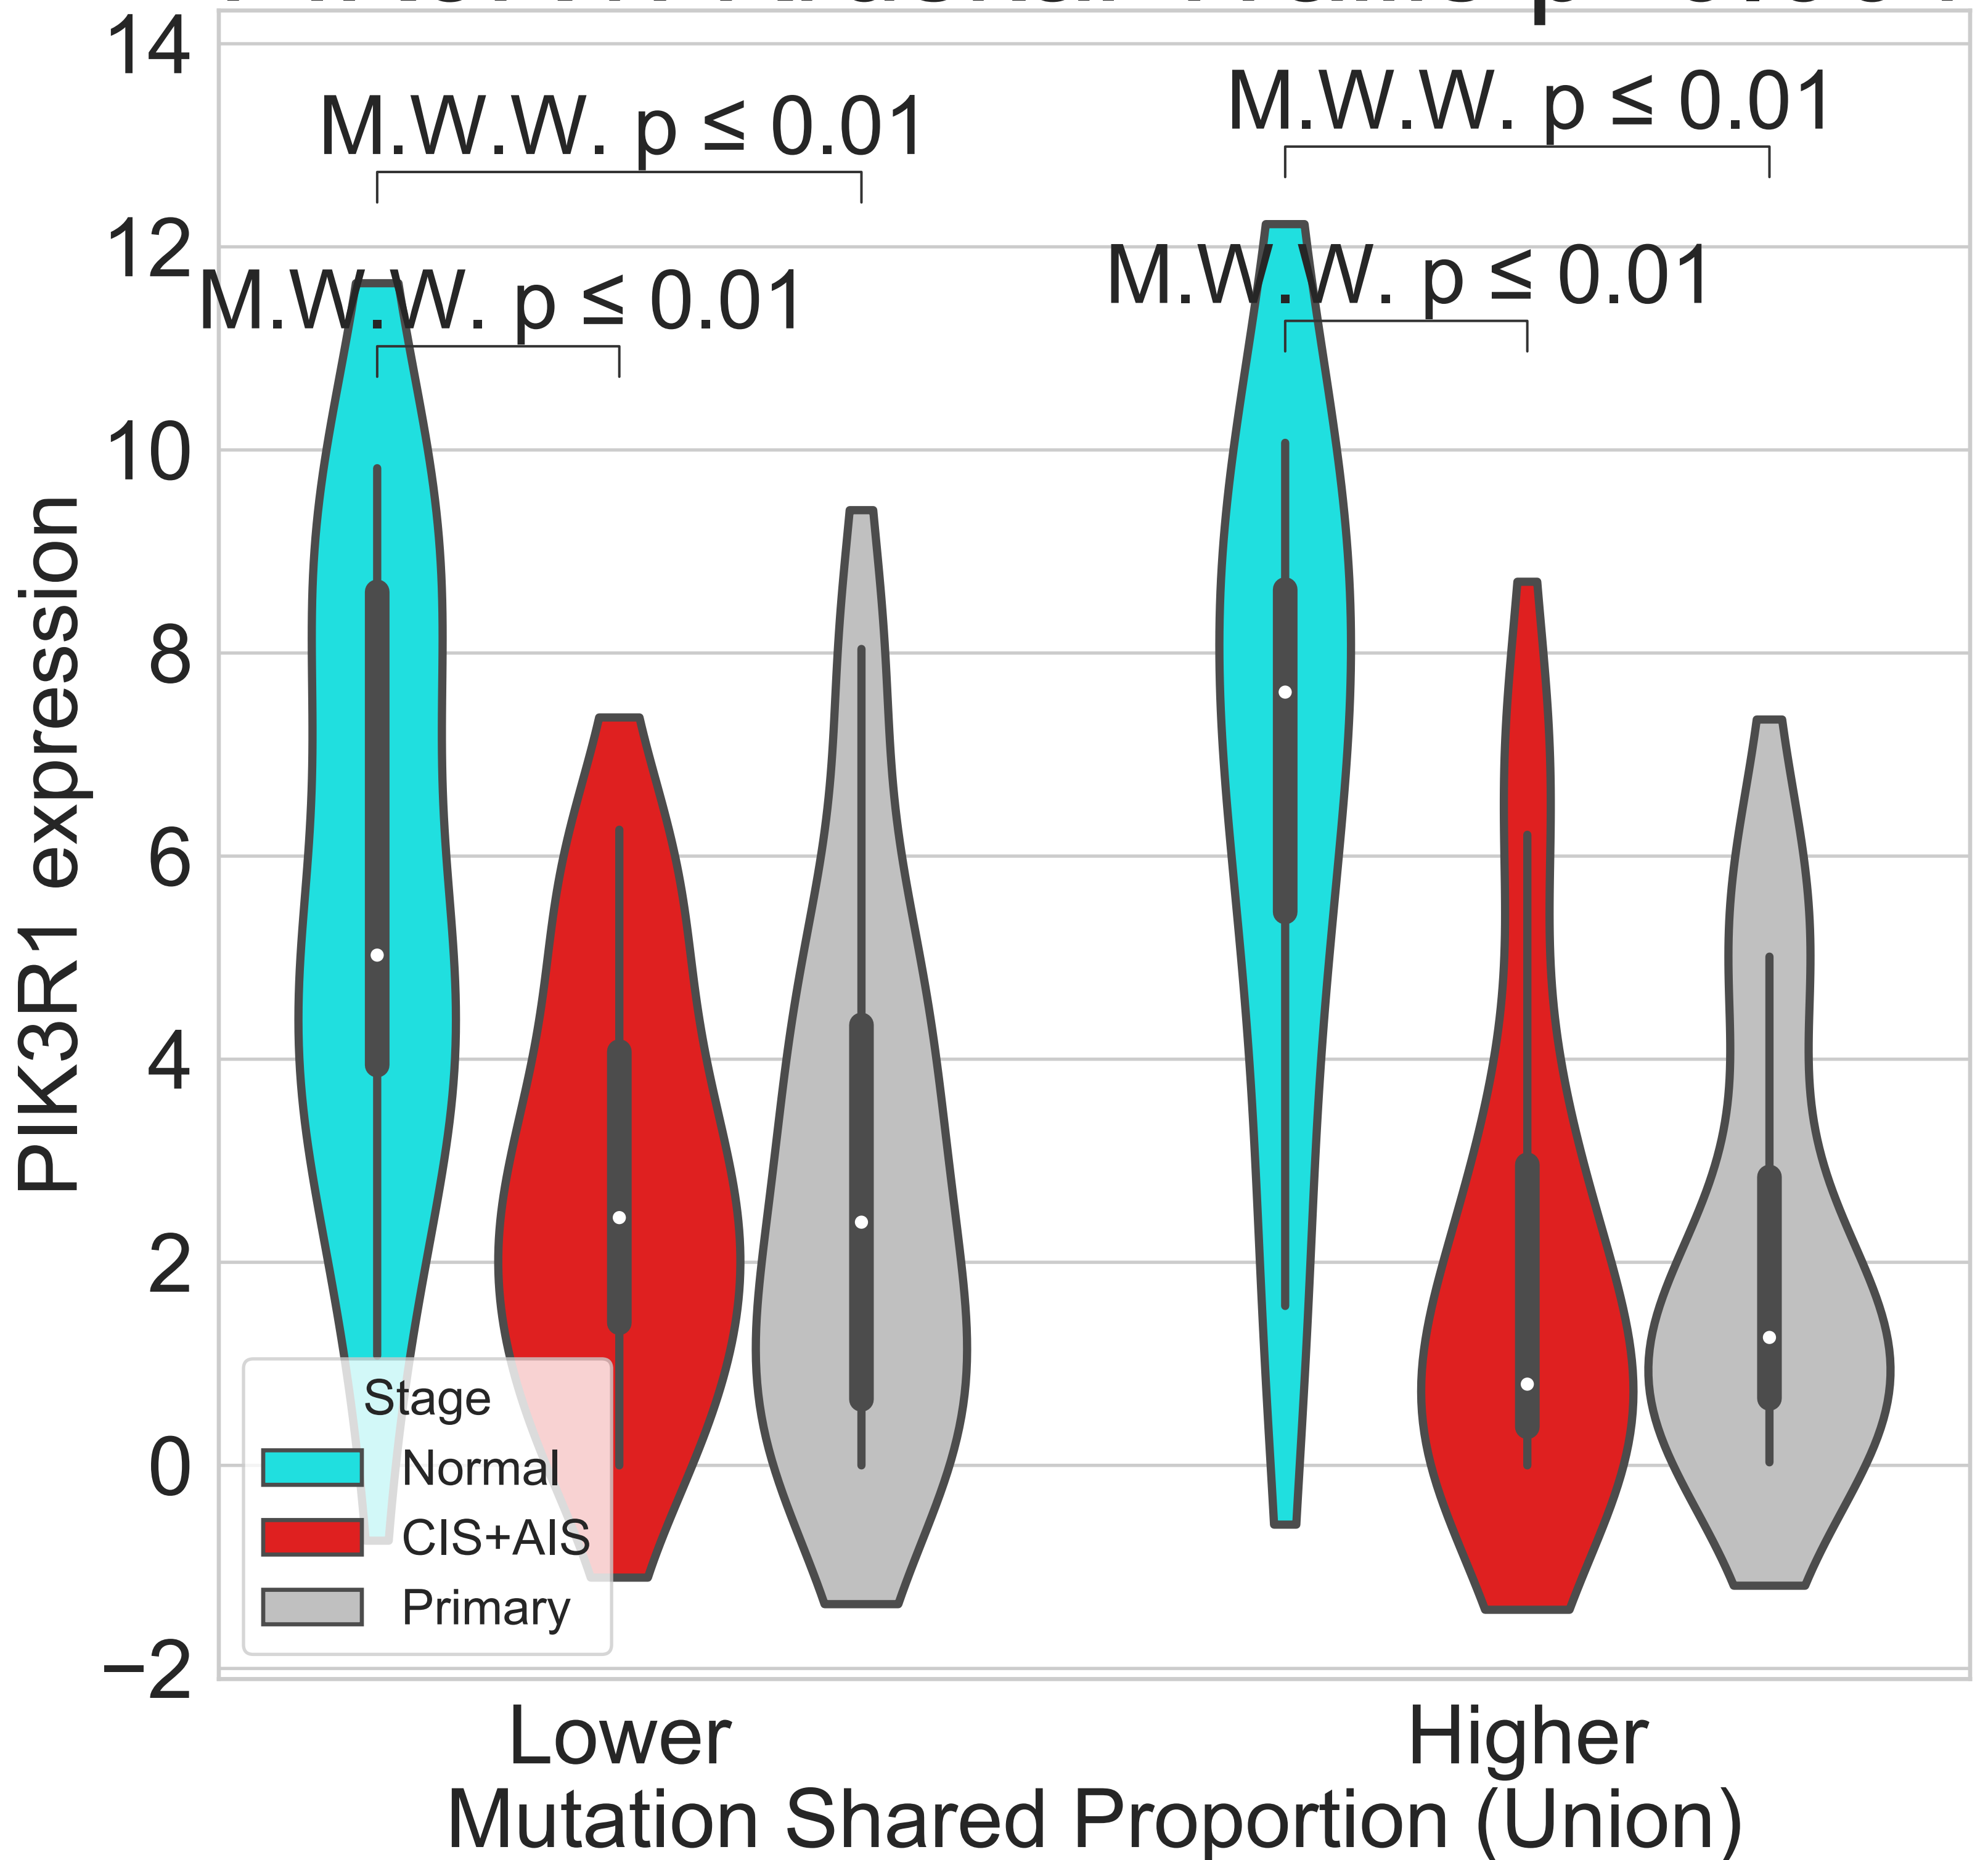 14
M.W.W. p ≤ 0.01
M.W.W. p ≤ 0.01
12
M.W.W. p ≤ 0.01
M.W.W. p ≤ 0.01
10
8
6
4
2
0
−2
PIK3R1 expression
Stage
Normal
CIS+AIS
Primary
Lower
Higher
Mutation Shared Proportion (Union)